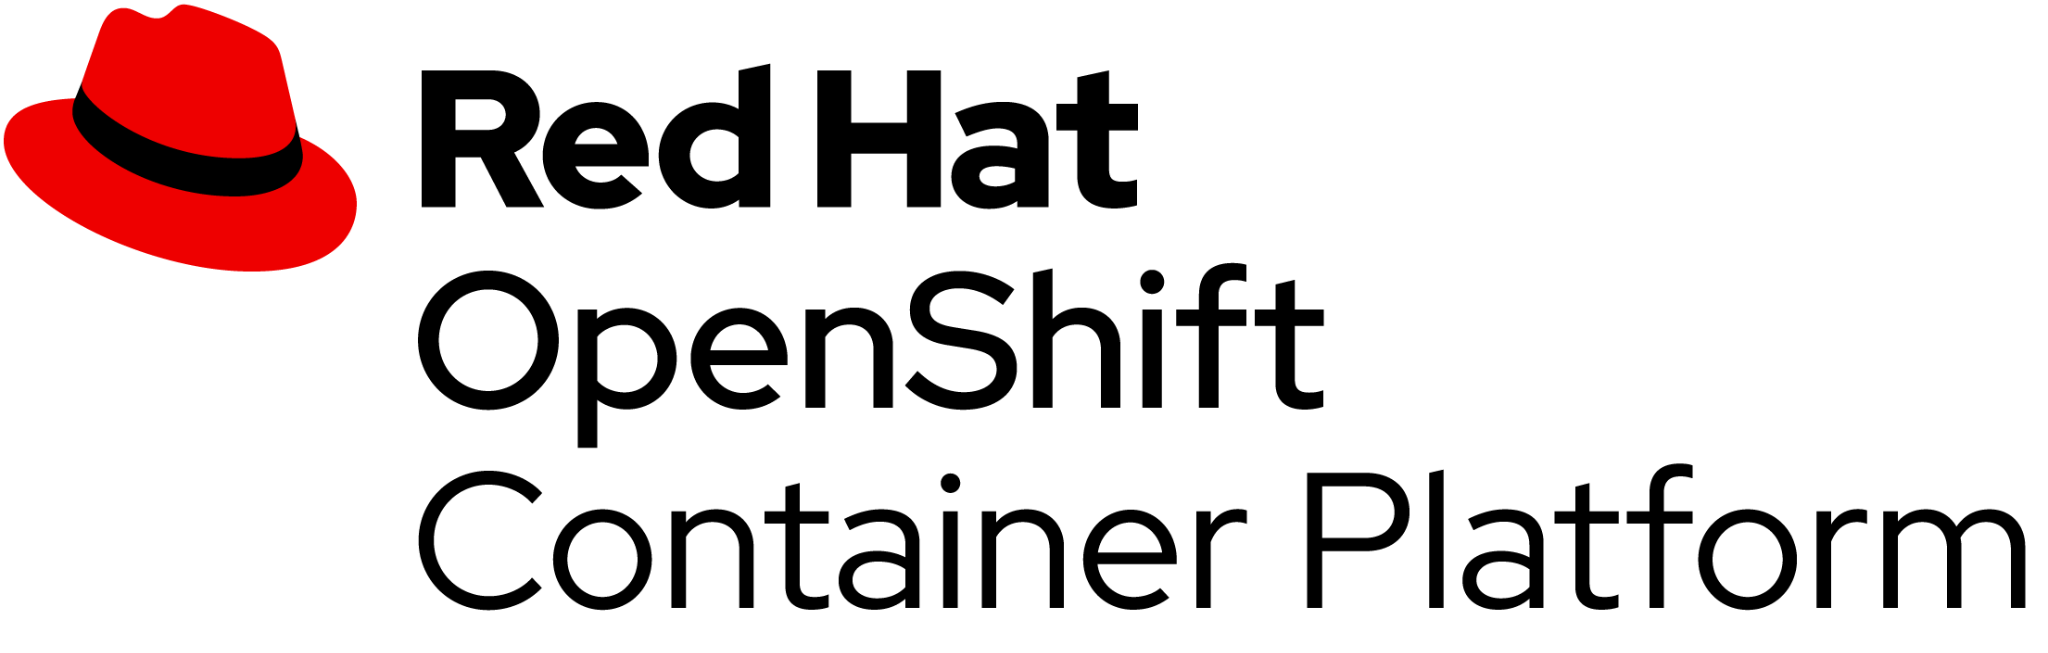 Red Hat
OpenShift
Container Platform